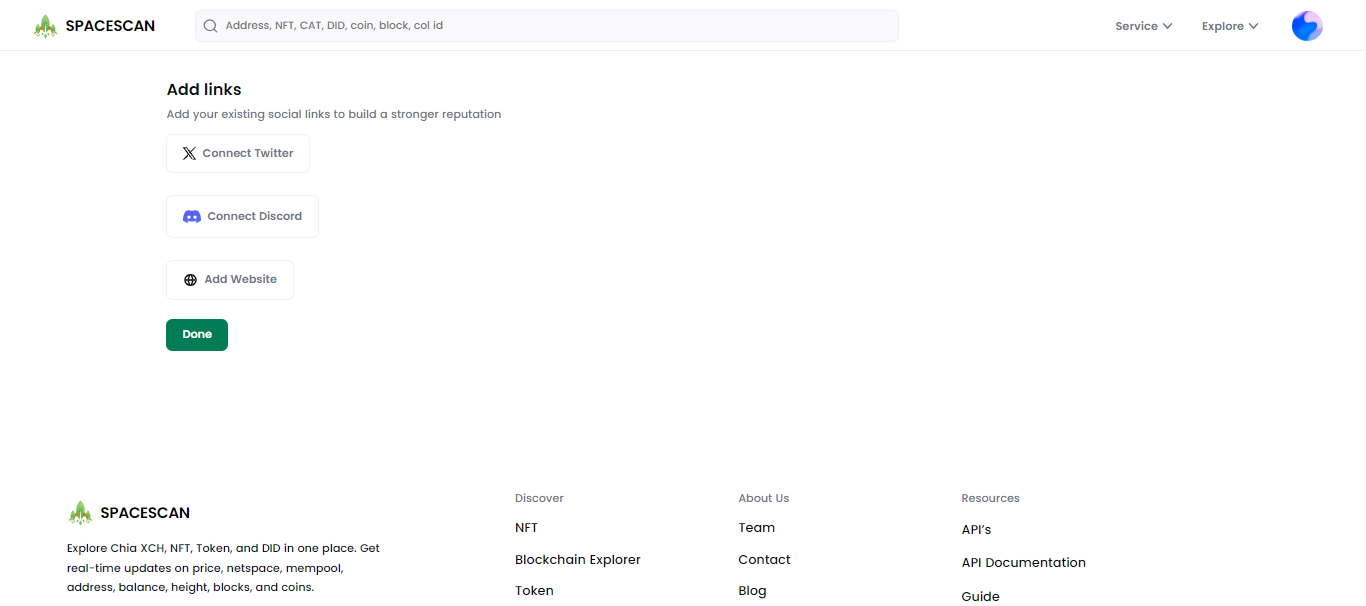 SPACESCAN
Address, NFT, CAT, DID, coin, block, col id
Service
Explore
Add links
Add your existing social links to build a stronger reputation
Connect Twitter
Connect Discord
Add Website
Done
SPACESCAN
Explore Chia XCH, NFT, Token, and DID in one place. Get
real-time updates on price, netspace, mempool,
address, balance, height, blocks, and coins.
Discover
NFT
Blockchain Explorer
Token
About Us
Team
Contact
Blog
Resources
API’s
API Documentation
Guide